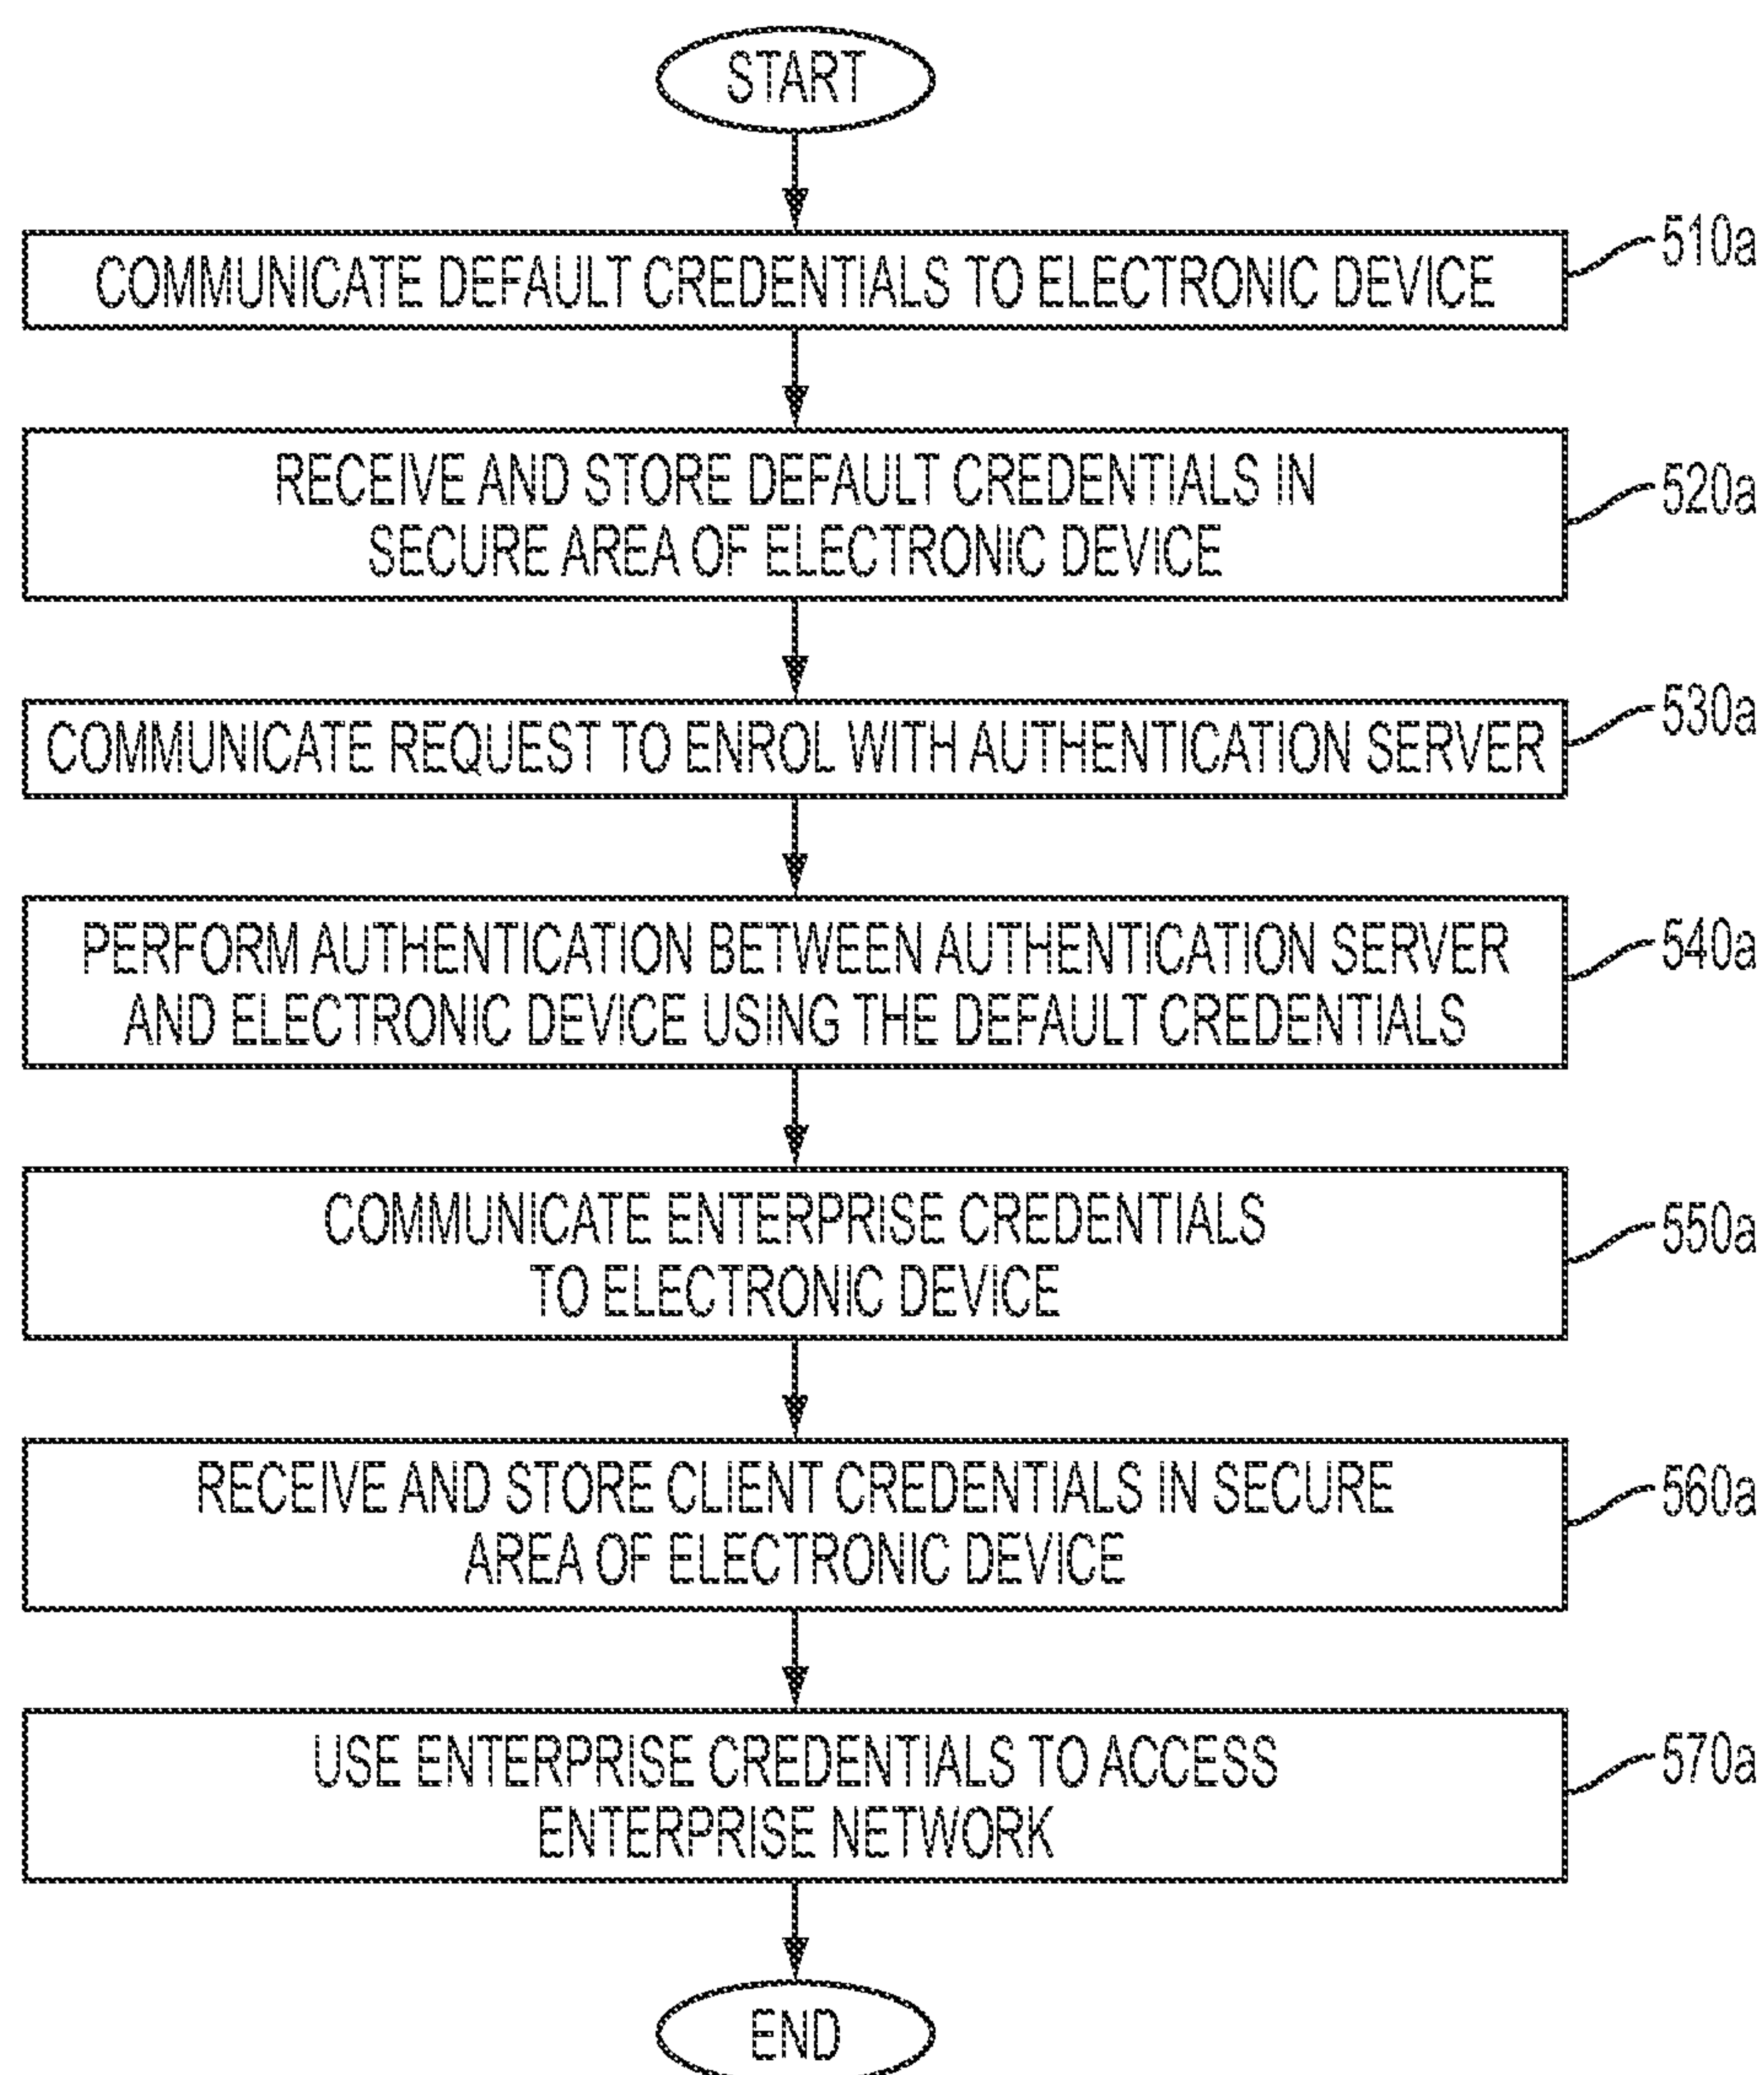 START
COMMUNICATE DEFAULT CREDENTIALS TO ELECTRONIC DEVICE
510a
RECEIVE AND STORE DEFAULT CREDENTIALS IN
SECURE AREA OF ELECTRONIC DEVICE
520a
COMMUNICATE REQUEST TO ENROL WITH AUTHENTICATION SERVER
530a
PERFORM AUTHENTICATION BETWEEN AUTHENTICATION SERVER
AND ELECTRONIC DEVICE USING THE DEFAULT CREDENTIALS
540a
COMMUNICATE ENTERPRISE CREDENTIALS
TO ELECTRONIC DEVICE
550a
RECEIVE AND STORE CLIENT CREDENTIALS IN SECURE
AREA OF ELECTRONIC DEVICE
560a
USE ENTERPRISE CREDENTIALS TO ACCESS
ENTERPRISE NETWORK
570a
END